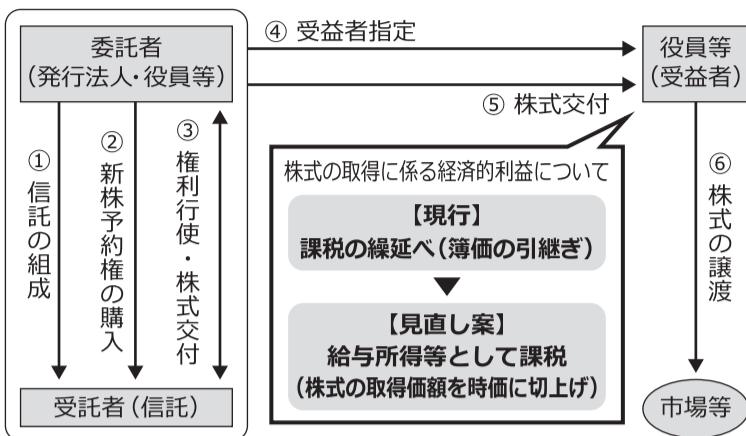 委託者
（発行法人・役員等）
④ 受益者指定
役員等
（受益者）
⑤ 株式交付
① 信託の組成
② 新株予約権の購入
③ 権利行使・株式交付
株式の取得に係る経済的利益について
【現行】
課税の繰延べ（簿価の引継ぎ）
【見直し案】
給与所得等として課税
（株式の取得価額を時価に切上げ）
⑥ 株式の譲渡
受託者（信託）
市場等